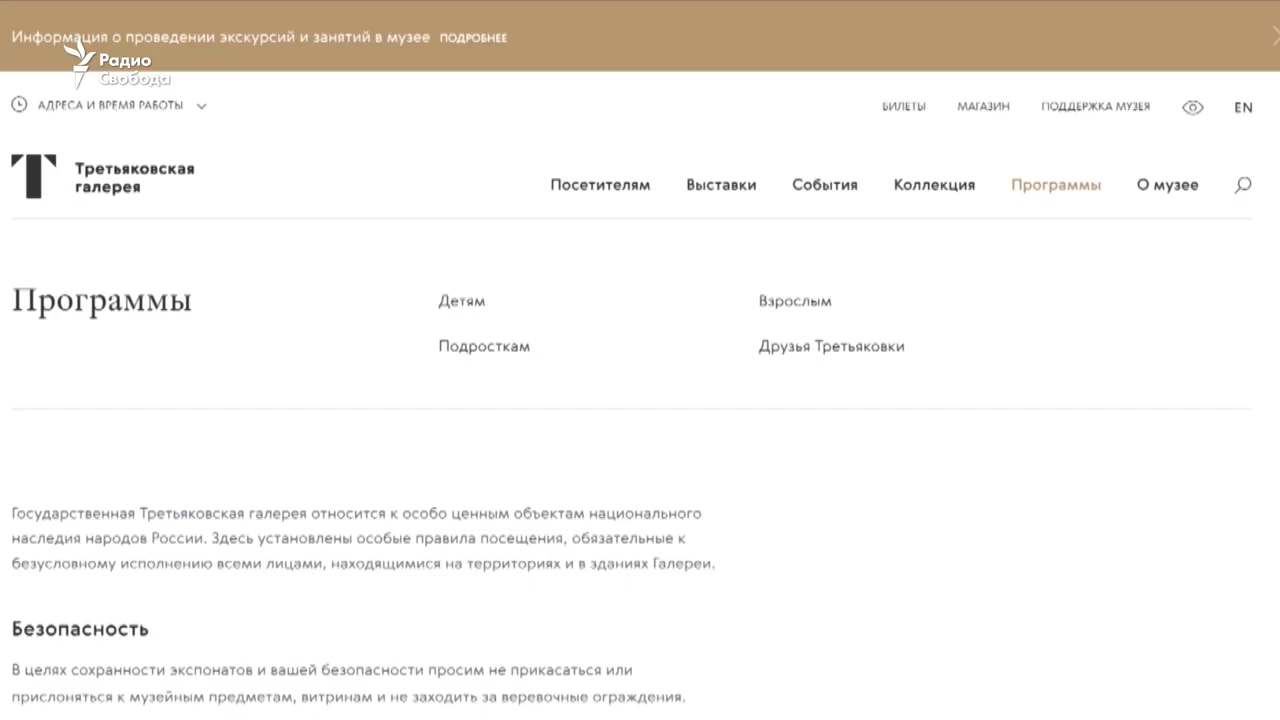 Информация о проведении экскурсий и занятий в музее ПОДРОБНЕЕ
Радио
Свобода
АДРЕСА И ВРЕМЯ РАБОТЫ
БИЛЕТЫ МАГАЗИН ПОДДЕРЖКА МУЗЕЯ EN
Третьяковская
галерея
Посетителям Выставки События Коллекция Программы О музее
Программы
Детям Взрослым
Подросткам Друзья Третьяковки
Государственная Третьяковская галерея относится к особо ценным объектам национального
наследия народов России. Здесь установлены особые правила посещения, обязательные к
безусловному исполнению всеми лицами, находящимися на территориях и в зданиях Галереи.
Безопасность
В целях сохранности экспонатов и вашей безопасности просим не прикасаться или
прислоняться к музейным предметам, витринам и не заходить за веревочные ограждения.